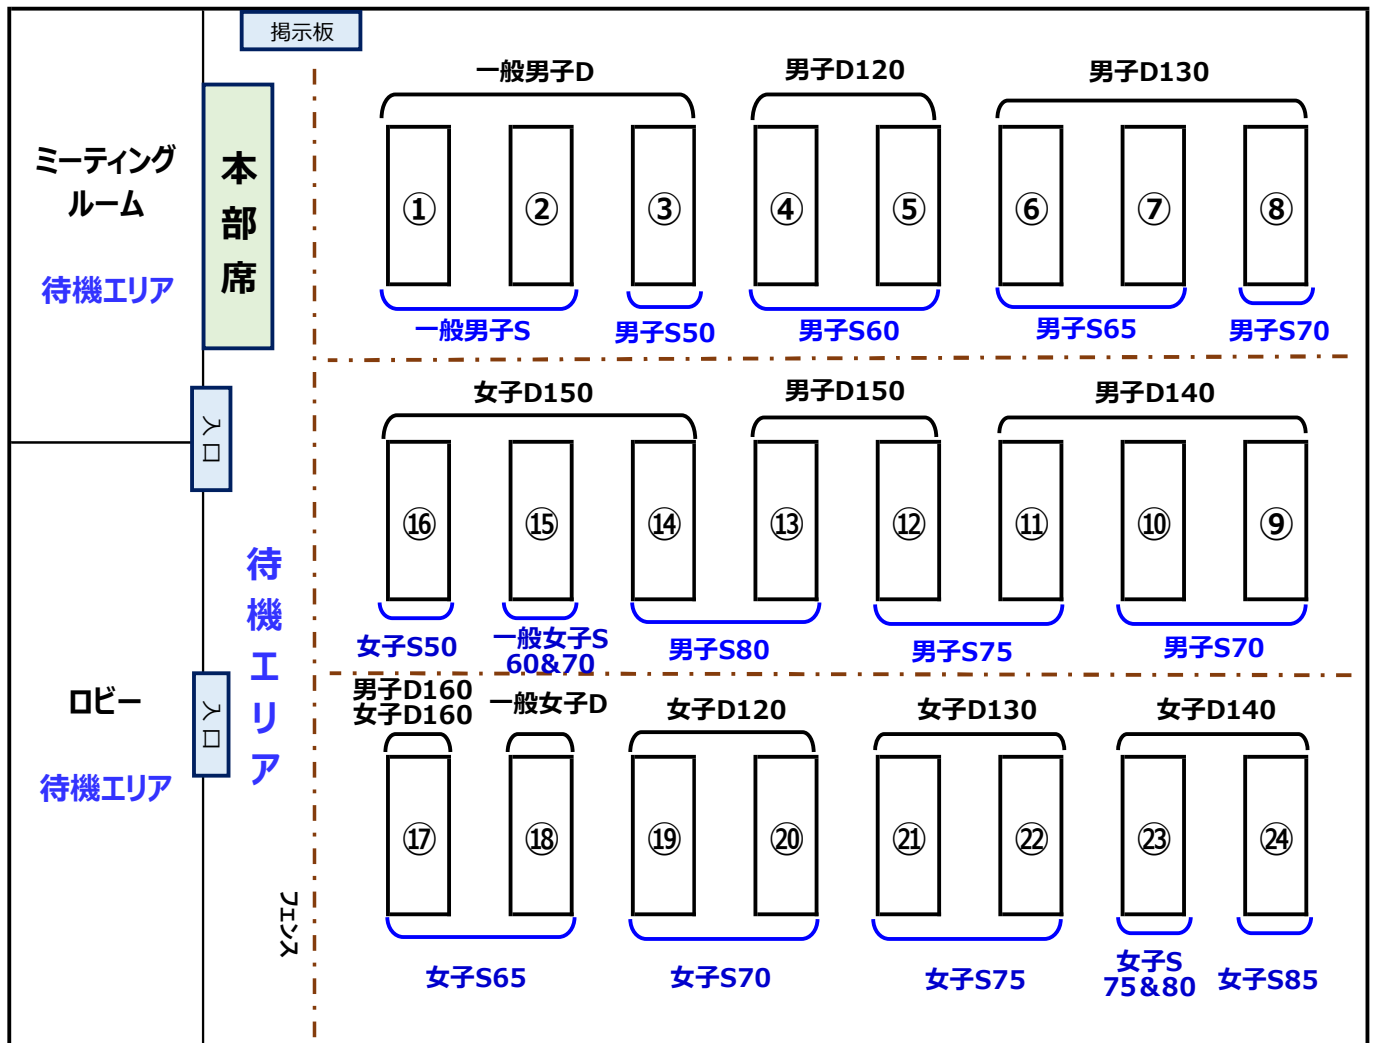 掲示板
一般男子D
男子D120
男子D130
ミーティング
ルーム
待機エリア
本部席
① ② ③ ④ ⑤ ⑥ ⑦ ⑧
一般男子S
男子S50
男子S60
男子S65
男子S70
入口
女子D150
男子D150
男子D140
⑯ ⑮ ⑭ ⑬ ⑫ ⑪ ⑩ ⑨
待機エリア
女子S50
一般女子S
60&70
男子S80
男子S75
男子S70
ロビー
待機エリア
入口
男子D160
女子D160
一般女子D
女子D120
女子D130
女子D140
⑰ ⑱ ⑲ ⑳ ㉑ ㉒ ㉓ ㉔
フェンス
女子S65
女子S70
女子S75
女子S
75&80
女子S85